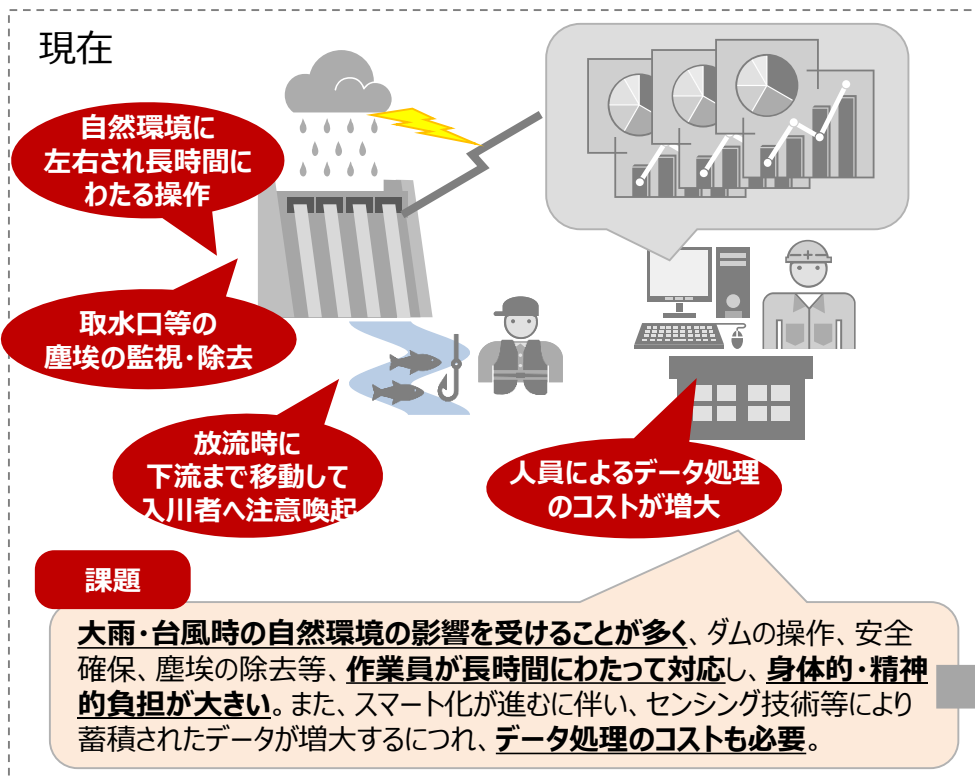 現在
自然環境に
左右され長時間に
わたる操作
取水口等の
塵埃の監視・除去
放流時に
下流まで移動して
入川者へ注意喚起
人員によるデータ処理
のコストが増大
課題
大雨・台風時の自然環境の影響を受けることが多く、ダムの操作、安全
確保、塵埃の除去等、作業員が長時間にわたって対応し、身体的・精神
的負担が大きい。また、スマート化が進むに伴い、センシング技術等により
蓄積されたデータが増大するにつれ、データ処理のコストも必要。